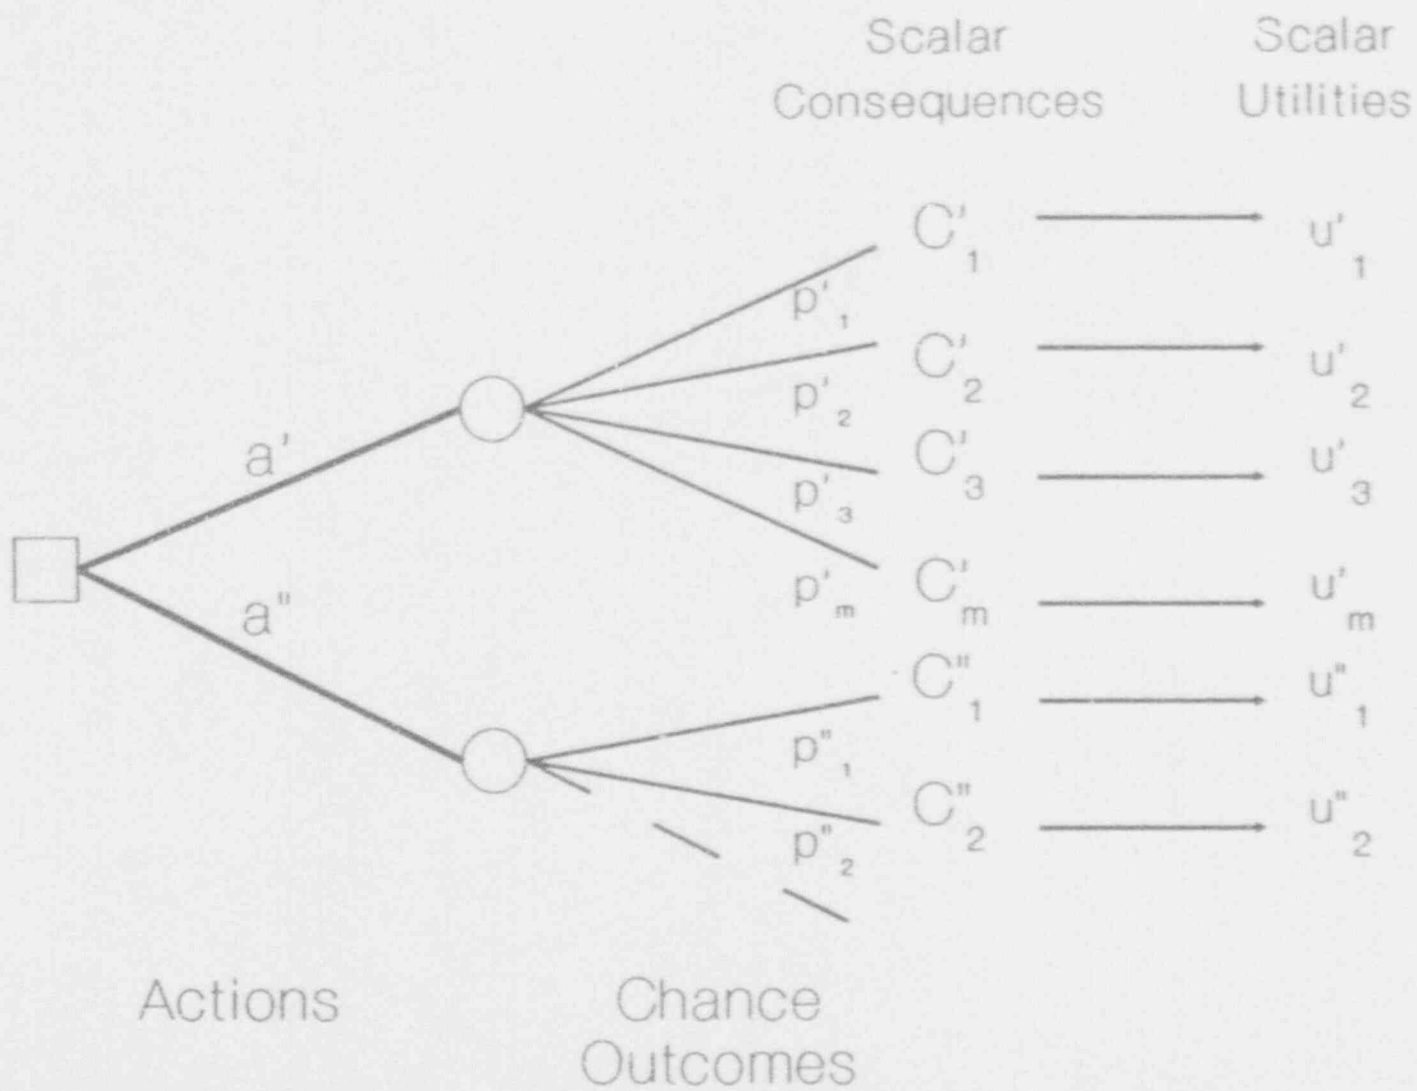 Scalar Scalar
Consequences Utilities
C'₁ u'₁
p'₁
C'₂ u'₂
p'₂
a' C'₃ u'₃
p'₃
C'ₘ u'ₘ
p'ₘ
a"
C"₁ u"₁
p"₁
C"₂ u"₂
p"₂
Actions Chance
Outcomes